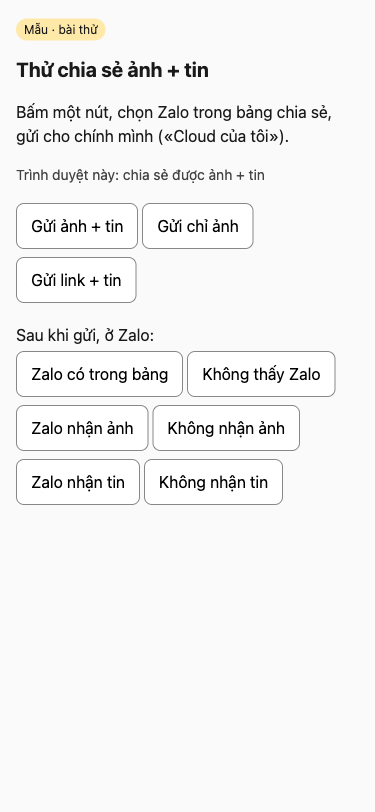 Mẫu · bài thử
Thử chia sẻ ảnh + tin
Bấm một nút, chọn Zalo trong bảng chia sẻ,
gửi cho chính mình («Cloud của tôi»).
Trình duyệt này: chia sẻ được ảnh + tin
Gửi ảnh + tin
Gửi chỉ ảnh
Gửi link + tin
Sau khi gửi, ở Zalo:
Zalo có trong bảng
Không thấy Zalo
Zalo nhận ảnh
Không nhận ảnh
Zalo nhận tin
Không nhận tin